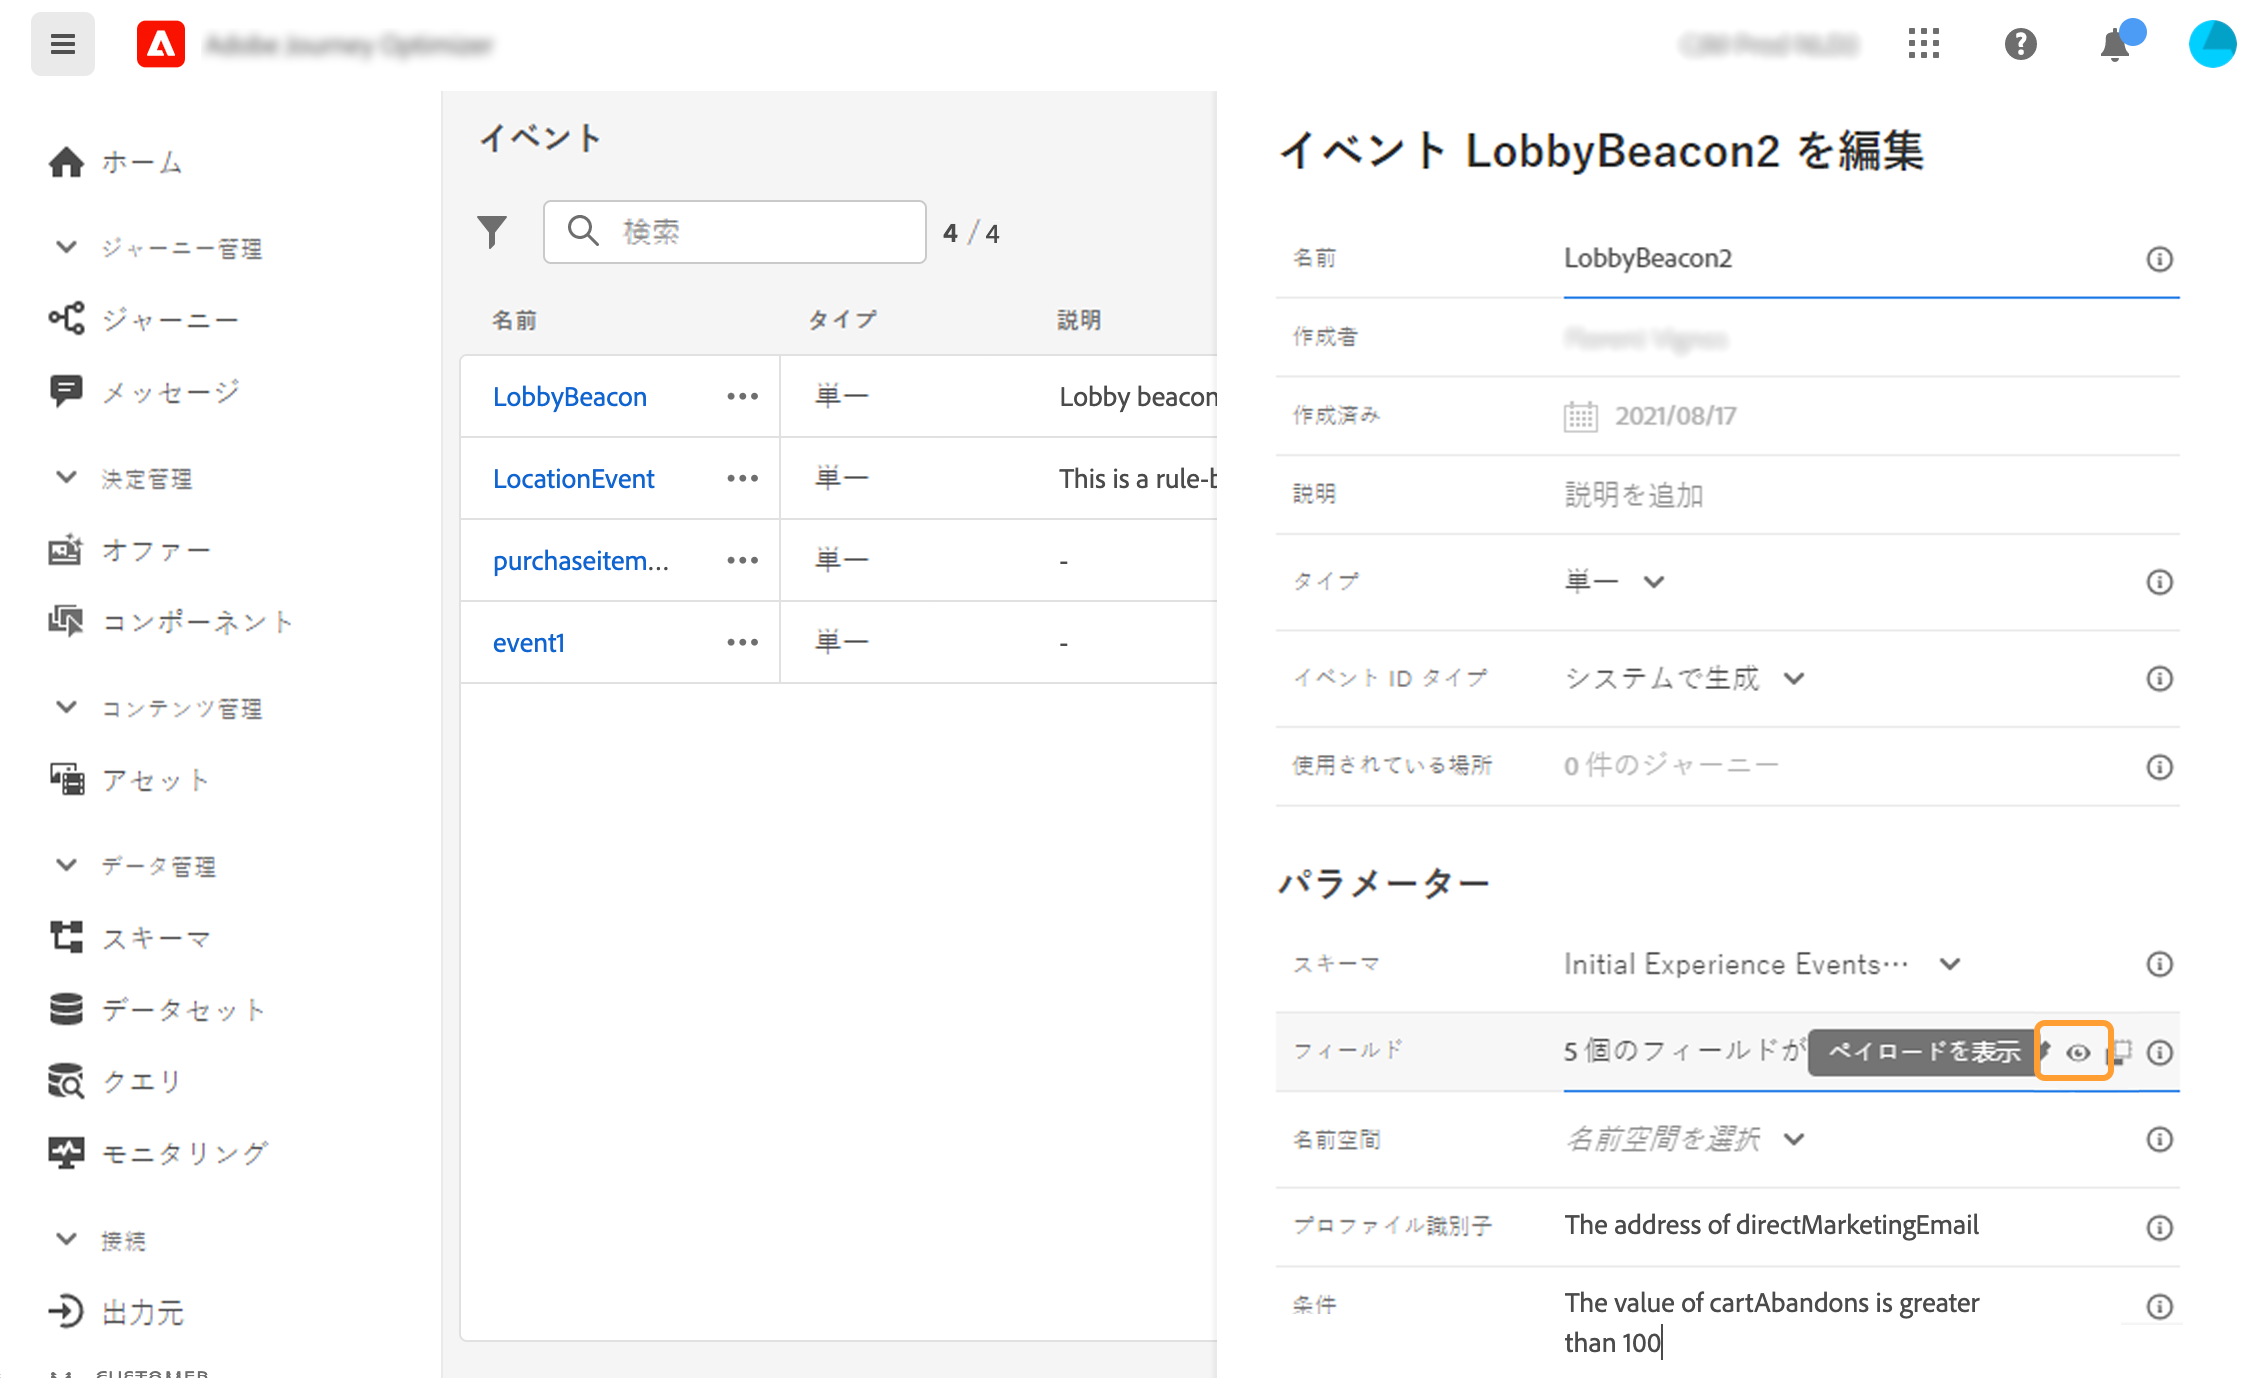 ホーム
ジャーニー管理
ジャーニー
メッセージ
決定管理
オファー
コンポーネント
コンテンツ管理
アセット
データ管理
スキーマ
データセット
クエリ
モニタリング
接続
出力元
CUSTOMER
イベント
検索
4 / 4
名前 タイプ 説明
LobbyBeacon ••• 単一 Lobby beacon
LocationEvent ••• 単一 This is a rule-b
purchaseitem... ••• 単一 -
event1 ••• 単一 -
イベント LobbyBeacon2 を編集
名前 LobbyBeacon2
作成者
作成済み 2021/08/17
説明 説明を追加
タイプ 単一
イベント ID タイプ システムで生成
使用されている場所 0 件のジャーニー
パラメーター
スキーマ Initial Experience Events…
フィールド 5 個のフィールドが ペイロードを表示
名前空間 名前空間を選択
プロファイル識別子 The address of directMarketingEmail
条件 The value of cartAbandons is greater
than 100